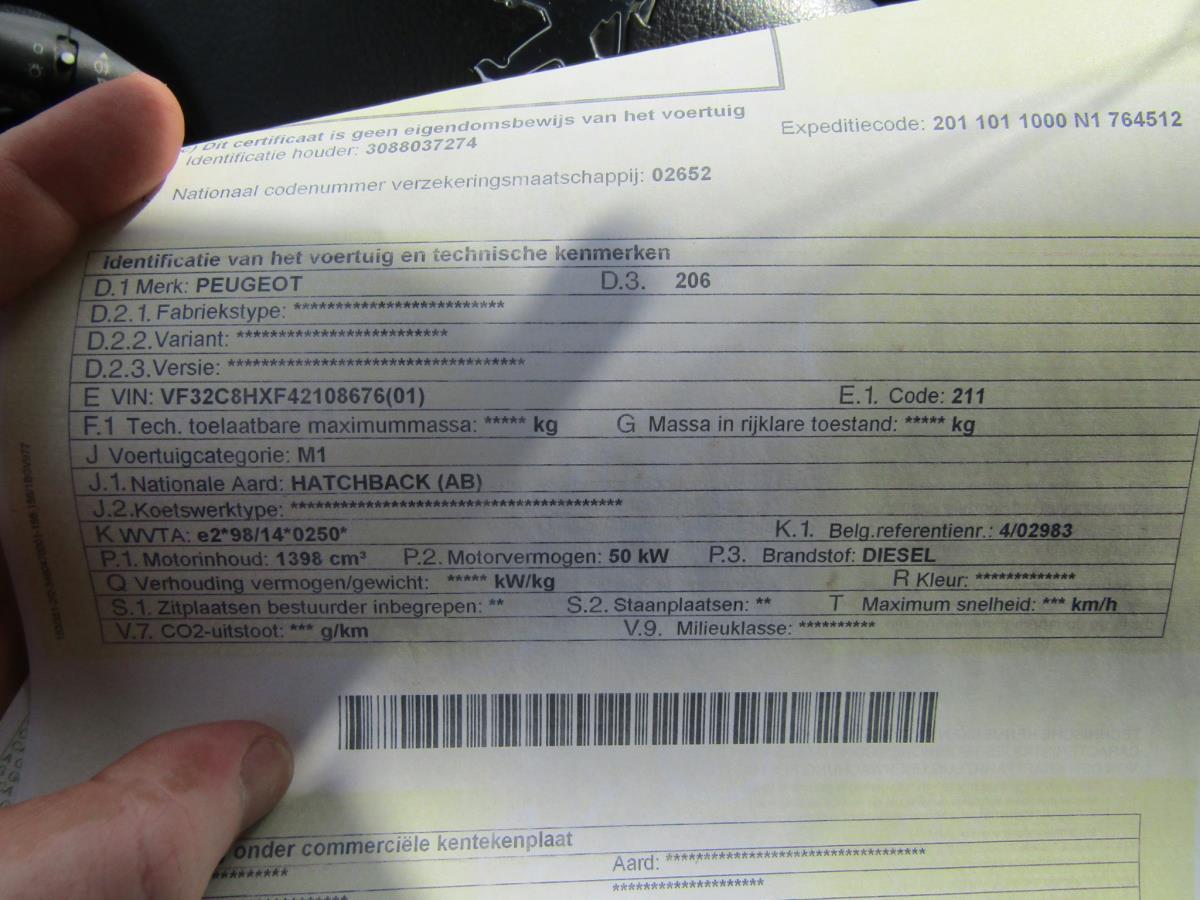 c) Dit certificaat is geen eigendomsbewijs van het voertuig
Identificatie houder: 3088037274
Expeditiecode: 201 101 1000 N1 764512
Nationaal codenummer verzekeringsmaatschappij: 02652
Identificatie van het voertuig en technische kenmerken
D.1 Merk: PEUGEOT D.3. 206
D.2.1. Fabriekstype: ************************
D.2.2.Variant: ************************
D.2.3.Versie: **********************************
E VIN: VF32C8HXF42108676(01) E.1. Code: 211
F.1 Tech. toelaatbare maximummassa: ***** kg G Massa in rijklare toestand: ***** kg
J Voertuigcategorie: M1
J.1. Nationale Aard: HATCHBACK (AB)
J.2.Koetswerktype: **************************************
K WVTA: e2*98/14*0250* K.1. Belg.referentienr.: 4/02983
P.1. Motorinhoud: 1398 cm³ P.2. Motorvermogen: 50 kW P.3. Brandstof: DIESEL
Q Verhouding vermogen/gewicht: ***** kW/kg R Kleur: *************
S.1. Zitplaatsen bestuurder inbegrepen: ** S.2. Staanplaatsen: ** T Maximum snelheid: *** km/h
V.7. CO2-uitstoot: *** g/km V.9. Milieuklasse: **********
onder commerciële kentekenplaat
********* Aard: ***********************************
********************